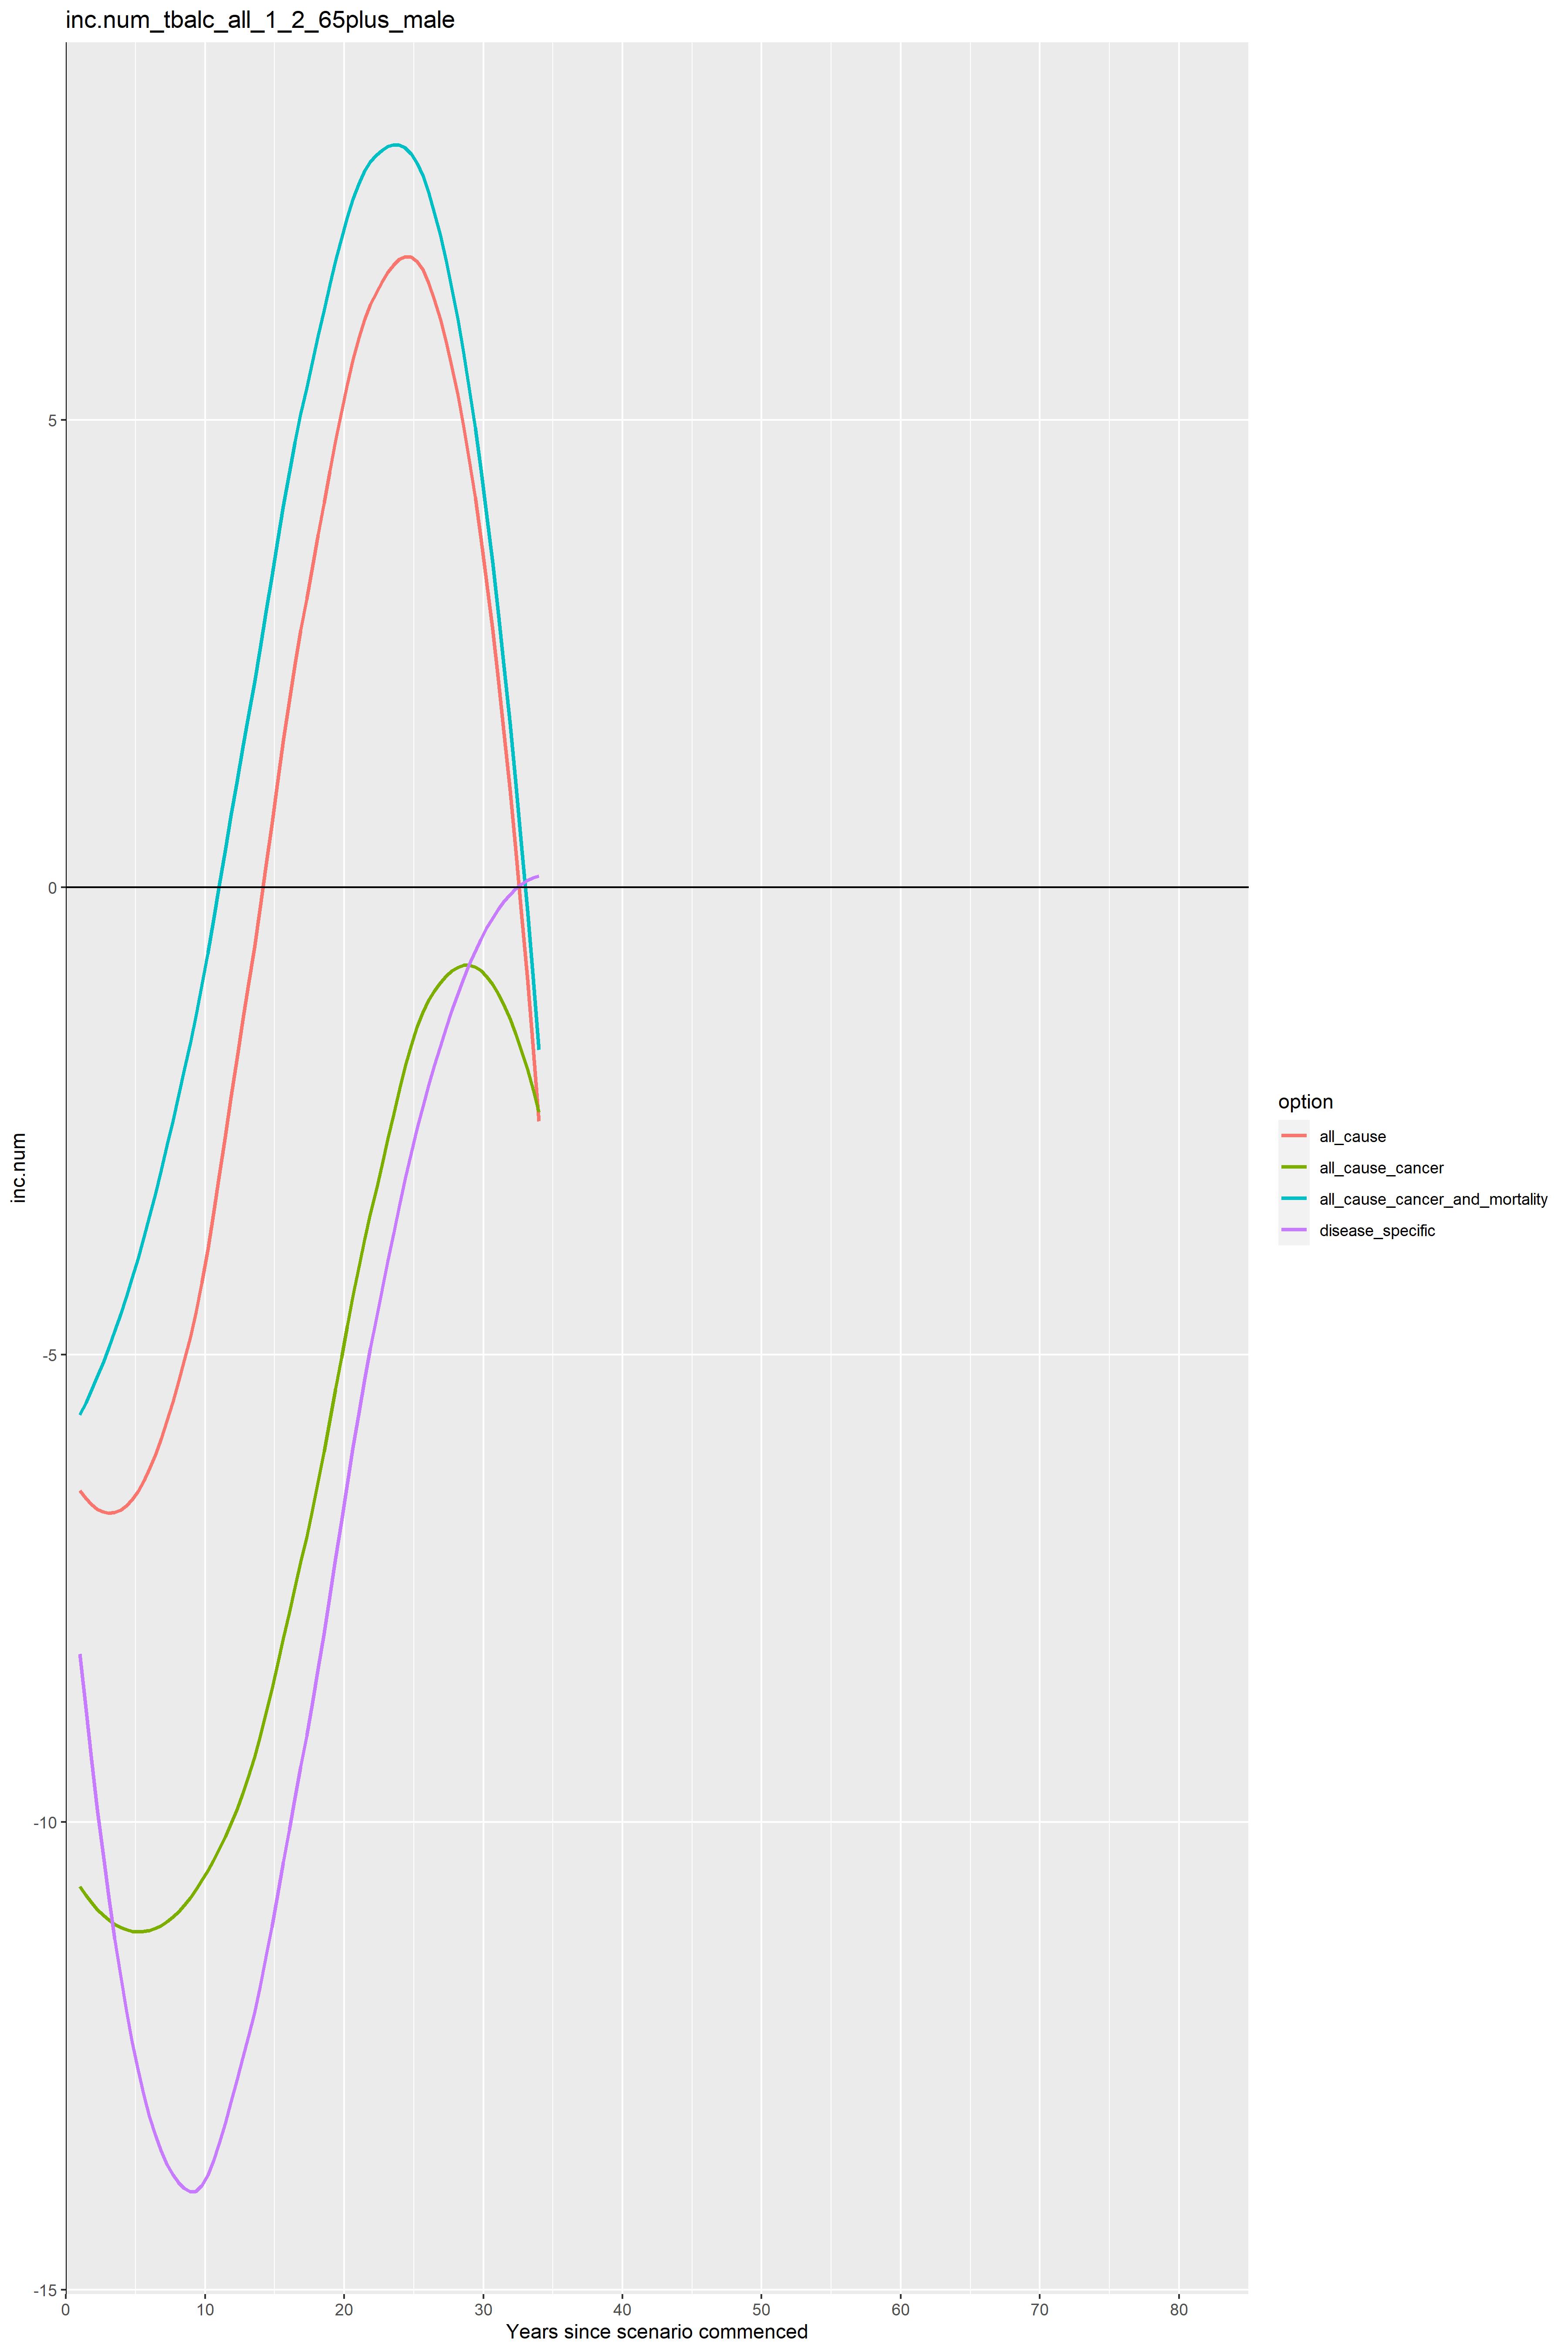 inc.num_tbalc_all_1_2_65plus_male
inc.num
5
0
-5
-10
-15
0 10 20 30 40 50 60 70 80
Years since scenario commenced
option
all_cause
all_cause_cancer
all_cause_cancer_and_mortality
disease_specific